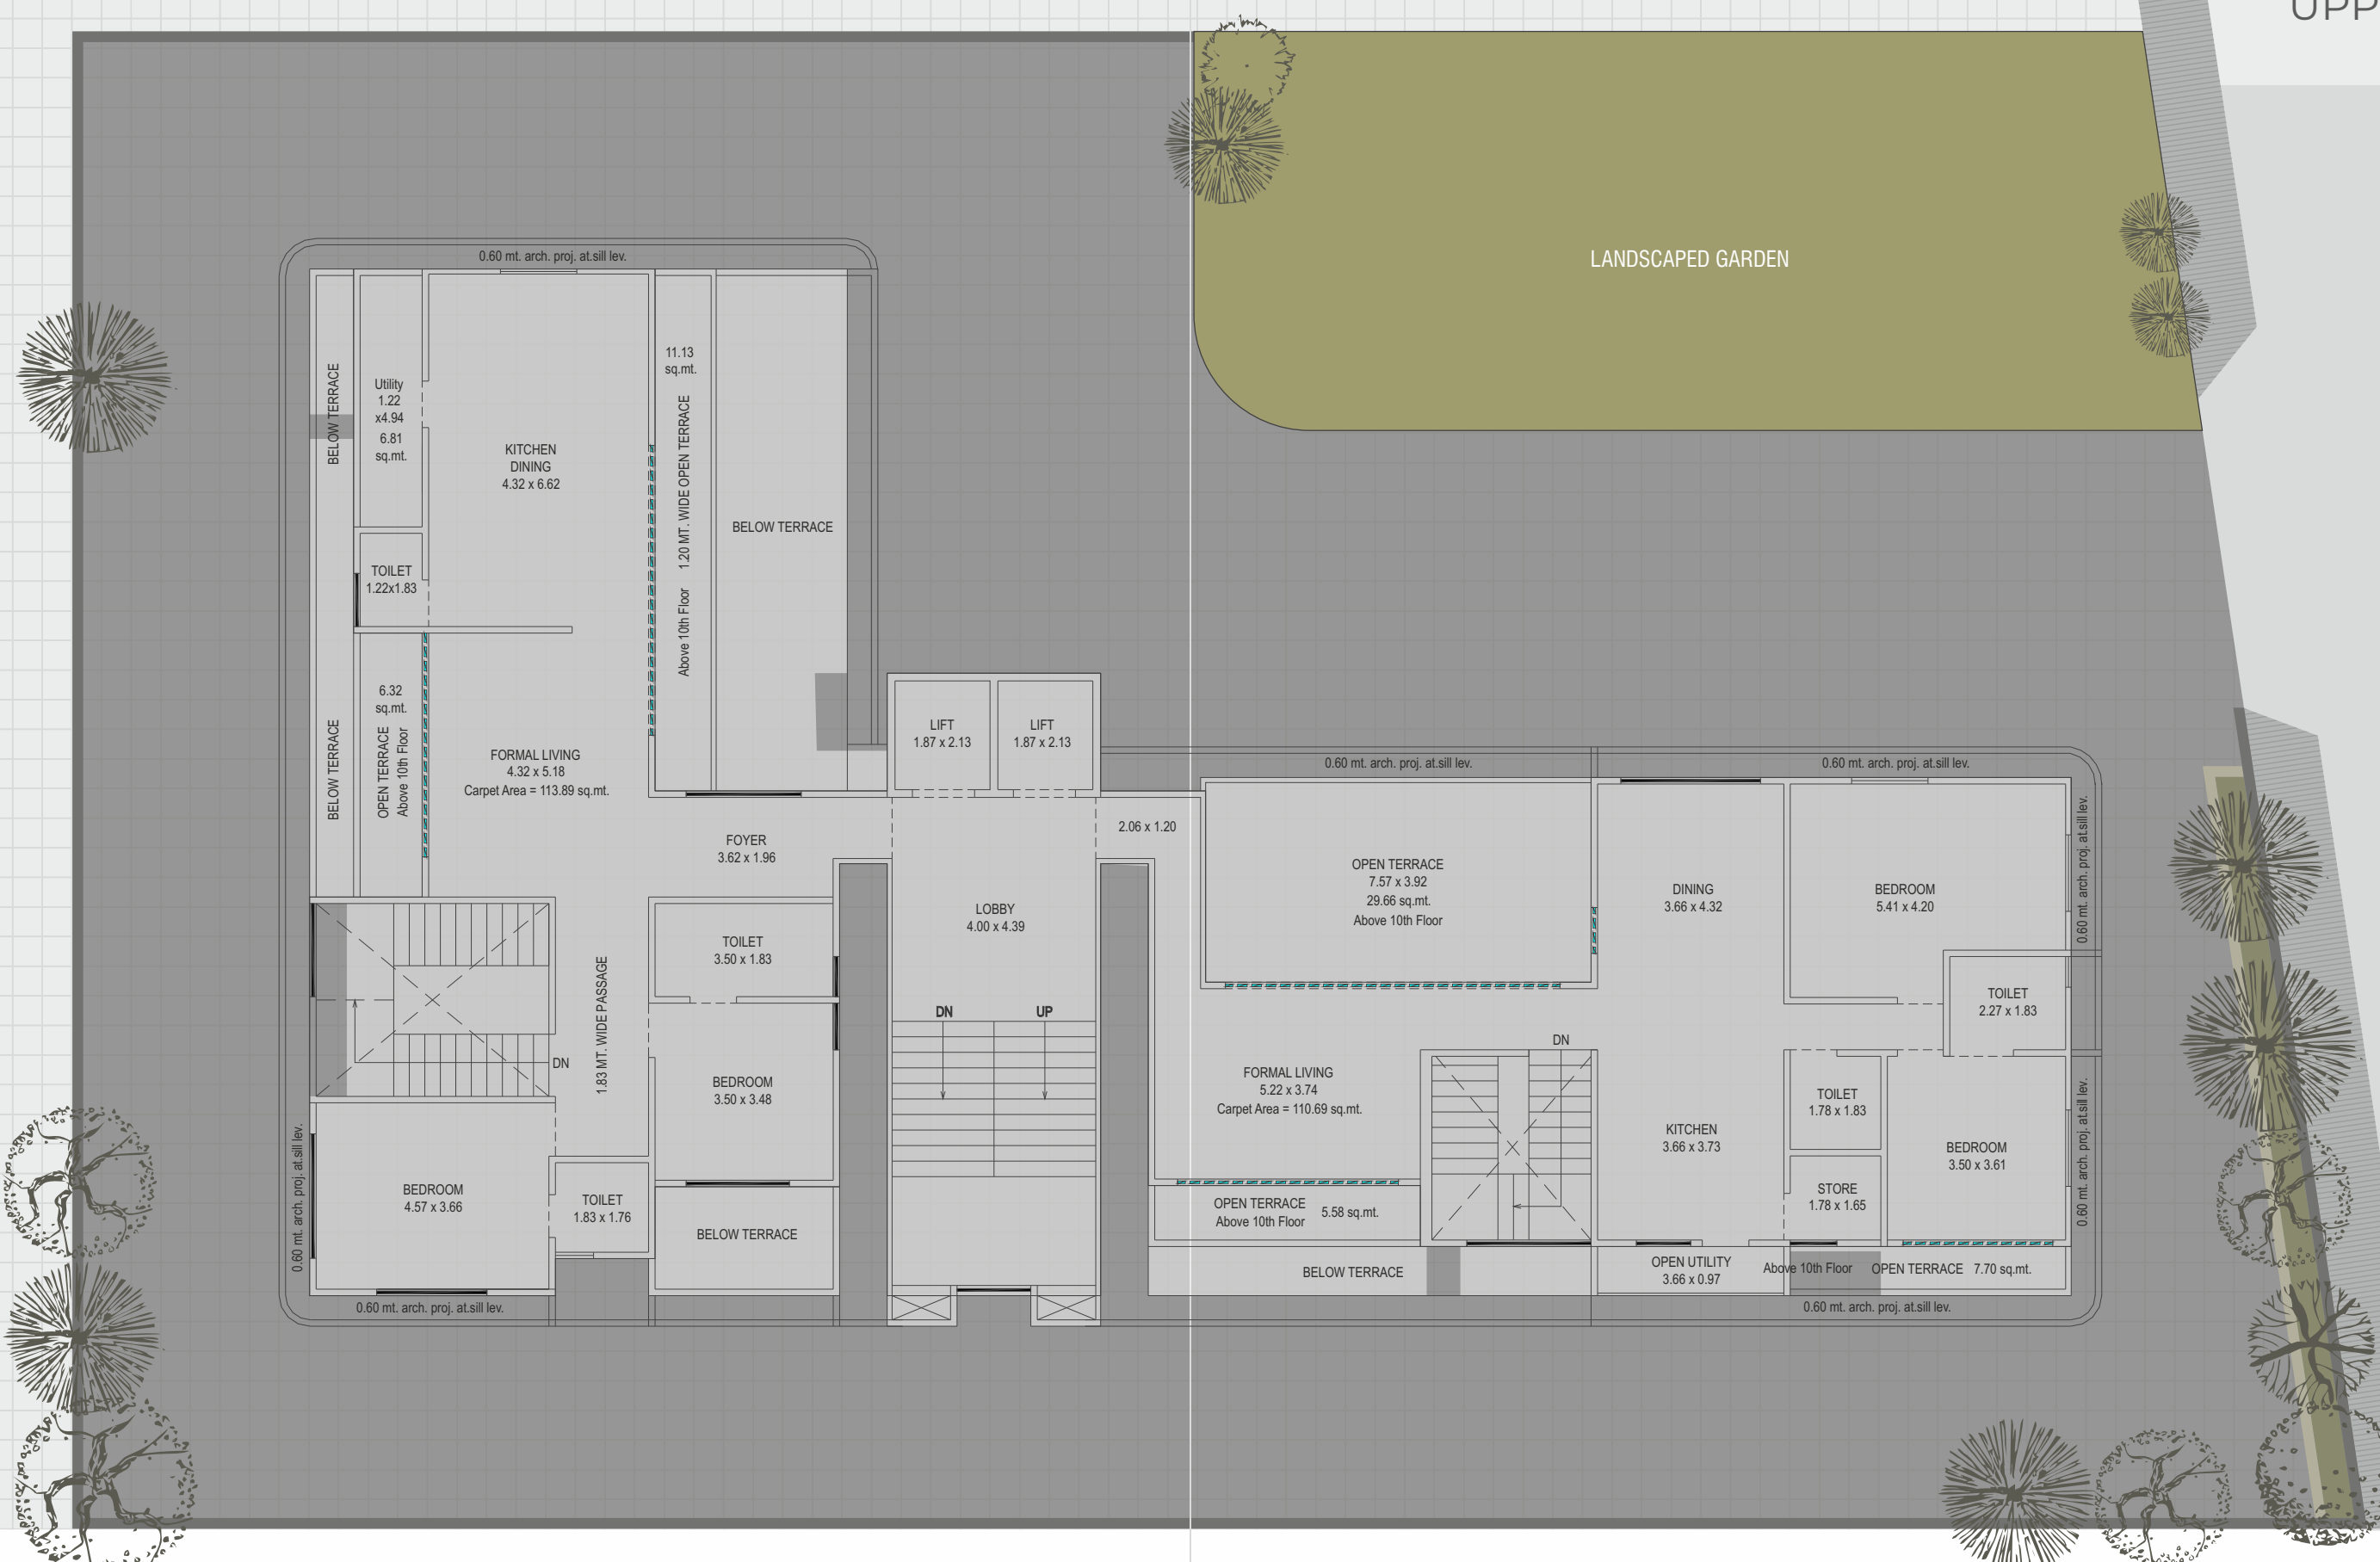 UPP
LANDSCAPED GARDEN
0.60 mt. arch. proj. at.sill lev.
BELOW TERRACE
Utility
1.22
x4.94
6.81
sq.mt.
KITCHEN
DINING
4.32 x 6.62
11.13
sq.mt.
Above 10th Floor 1.20 MT. WIDE OPEN TERRACE
BELOW TERRACE
TOILET
1.22x1.83
BELOW TERRACE
6.32
sq.mt.
OPEN TERRACE
Above 10th Floor
FORMAL LIVING
4.32 x 5.18
Carpet Area = 113.89 sq.mt.
FOYER
3.62 x 1.96
LIFT
1.87 x 2.13
LIFT
1.87 x 2.13
2.06 x 1.20
LOBBY
4.00 x 4.39
DN
UP
TOILET
3.50 x 1.83
1.83 MT. WIDE PASSAGE
DN
BEDROOM
3.50 x 3.48
BEDROOM
4.57 x 3.66
TOILET
1.83 x 1.76
BELOW TERRACE
0.60 mt. arch. proj. at.sill lev.
0.60 mt. arch. proj. at.sill lev.
0.60 mt. arch. proj. at.sill lev.
0.60 mt. arch. proj. at.sill lev.
0.60 mt. arch. proj. at.sill lev.
OPEN TERRACE
7.57 x 3.92
29.66 sq.mt.
Above 10th Floor
DINING
3.66 x 4.32
BEDROOM
5.41 x 4.20
TOILET
2.27 x 1.83
DN
FORMAL LIVING
5.22 x 3.74
Carpet Area = 110.69 sq.mt.
KITCHEN
3.66 x 3.73
TOILET
1.78 x 1.83
BEDROOM
3.50 x 3.61
STORE
1.78 x 1.65
0.60 mt. arch. proj. at.sill lev.
OPEN TERRACE
Above 10th Floor
5.58 sq.mt.
BELOW TERRACE
OPEN UTILITY
3.66 x 0.97
Above 10th Floor
OPEN TERRACE 7.70 sq.mt.
0.60 mt. arch. proj. at.sill lev.